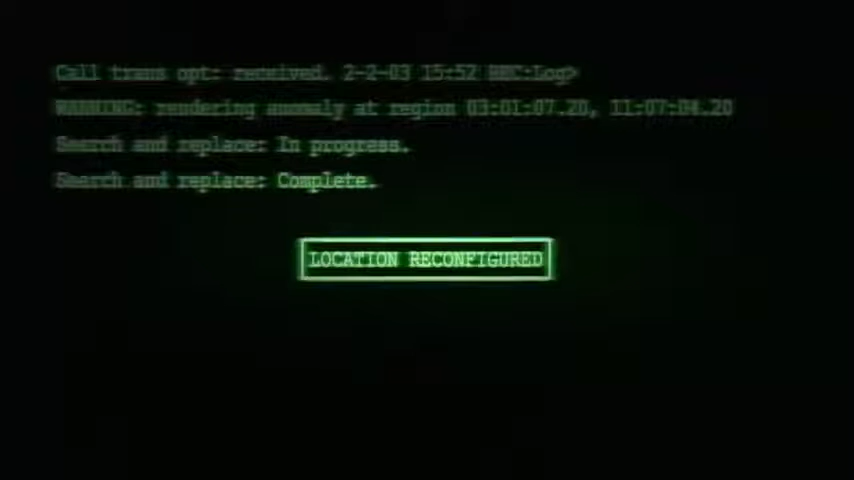 Call trans opt: received. 2-2-03 15:52 REC:Log>
WARNING: rendering anomaly at region 03:01:07.20, 11:07:04.20
Search and replace: In progress.
Search and replace: Complete.
LOCATION RECONFIGURED